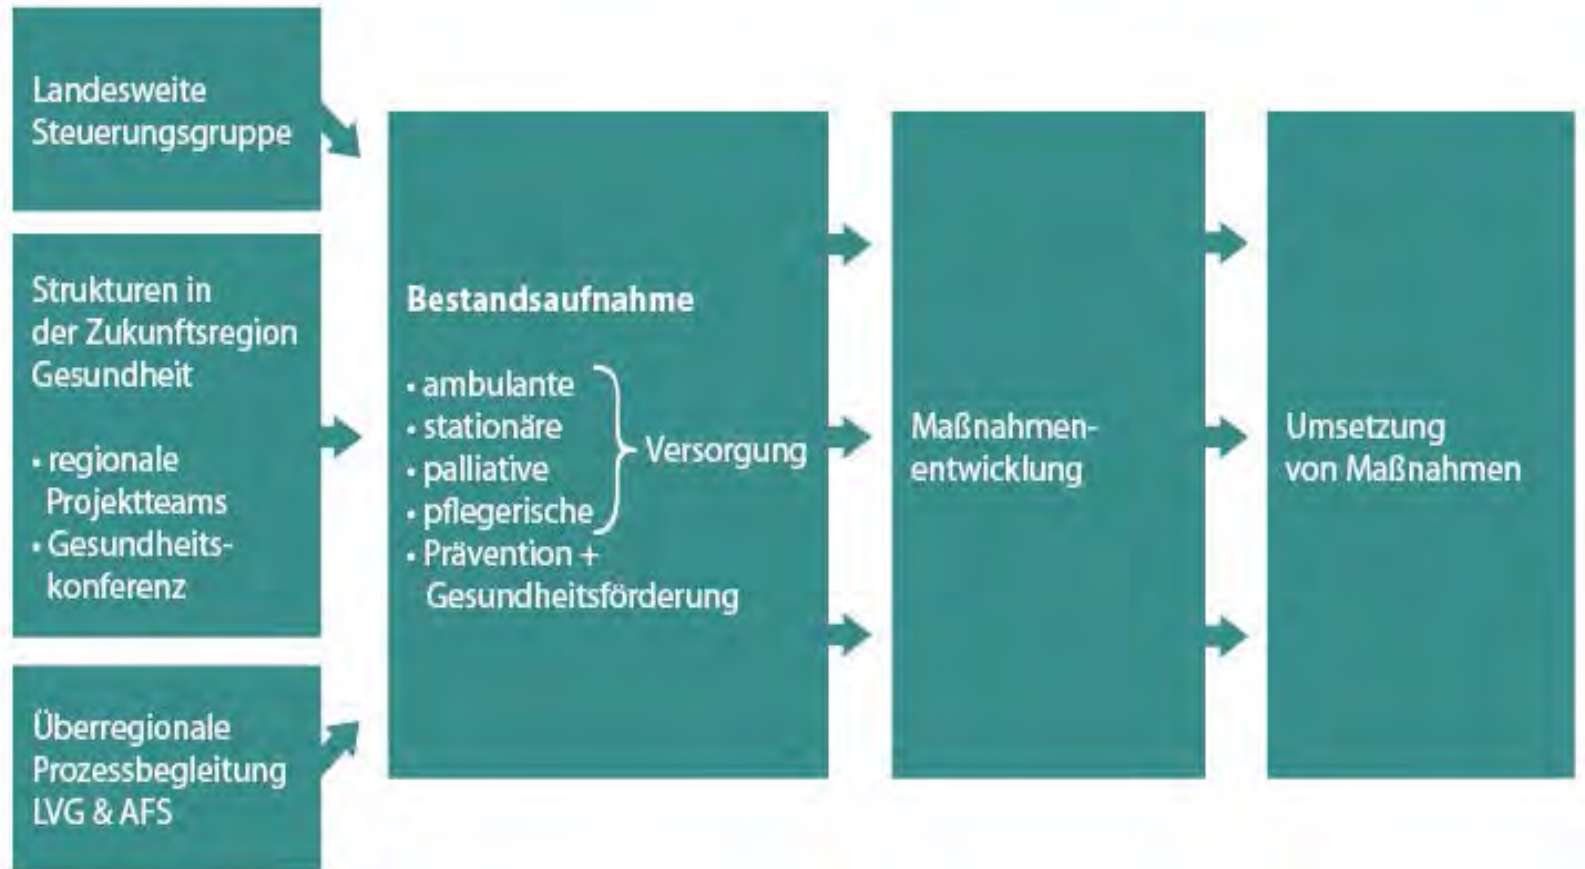 Landesweite
Steuerungsgruppe
Strukturen in
der Zukunftsregion
Gesundheit
• regionale
Projektteams
• Gesundheits-
konferenz
Überregionale
Prozessbegleitung
LVG & AFS
Bestandsaufnahme
• ambulante
• stationäre
• palliative
• pflegerische
Versorgung
• Prävention +
Gesundheitsförderung
Maßnahmen-
entwicklung
Umsetzung
von Maßnahmen